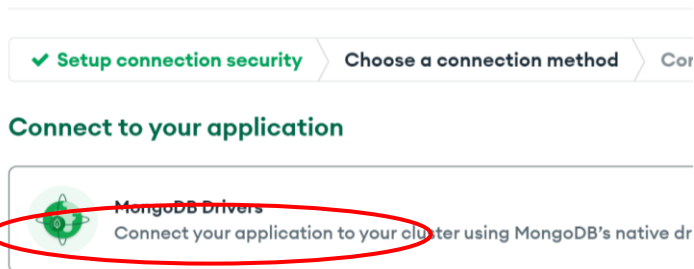 ✔ Setup connection security Choose a connection method
Connect to your application
MongoDB Drivers
Connect your application to your cluster using MongoDB's native